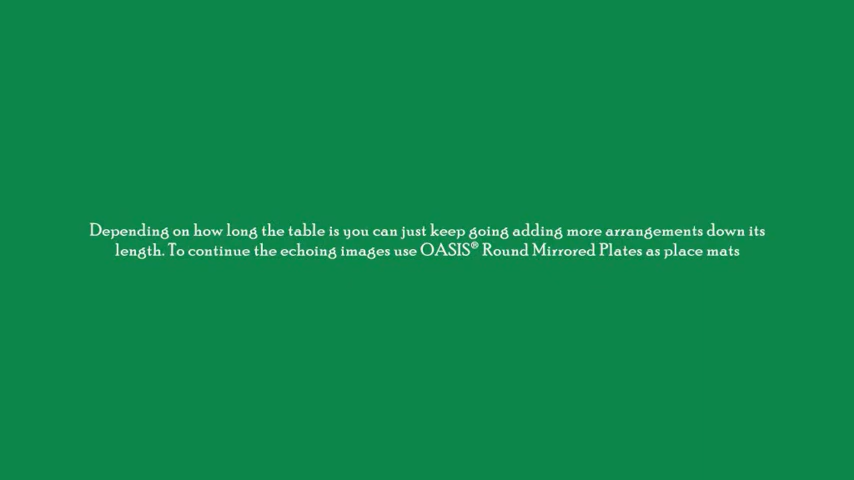 Depending on how long the table is you can just keep going adding more arrangements down its
length. To continue the echoing images use OASIS® Round Mirrored Plates as place mats